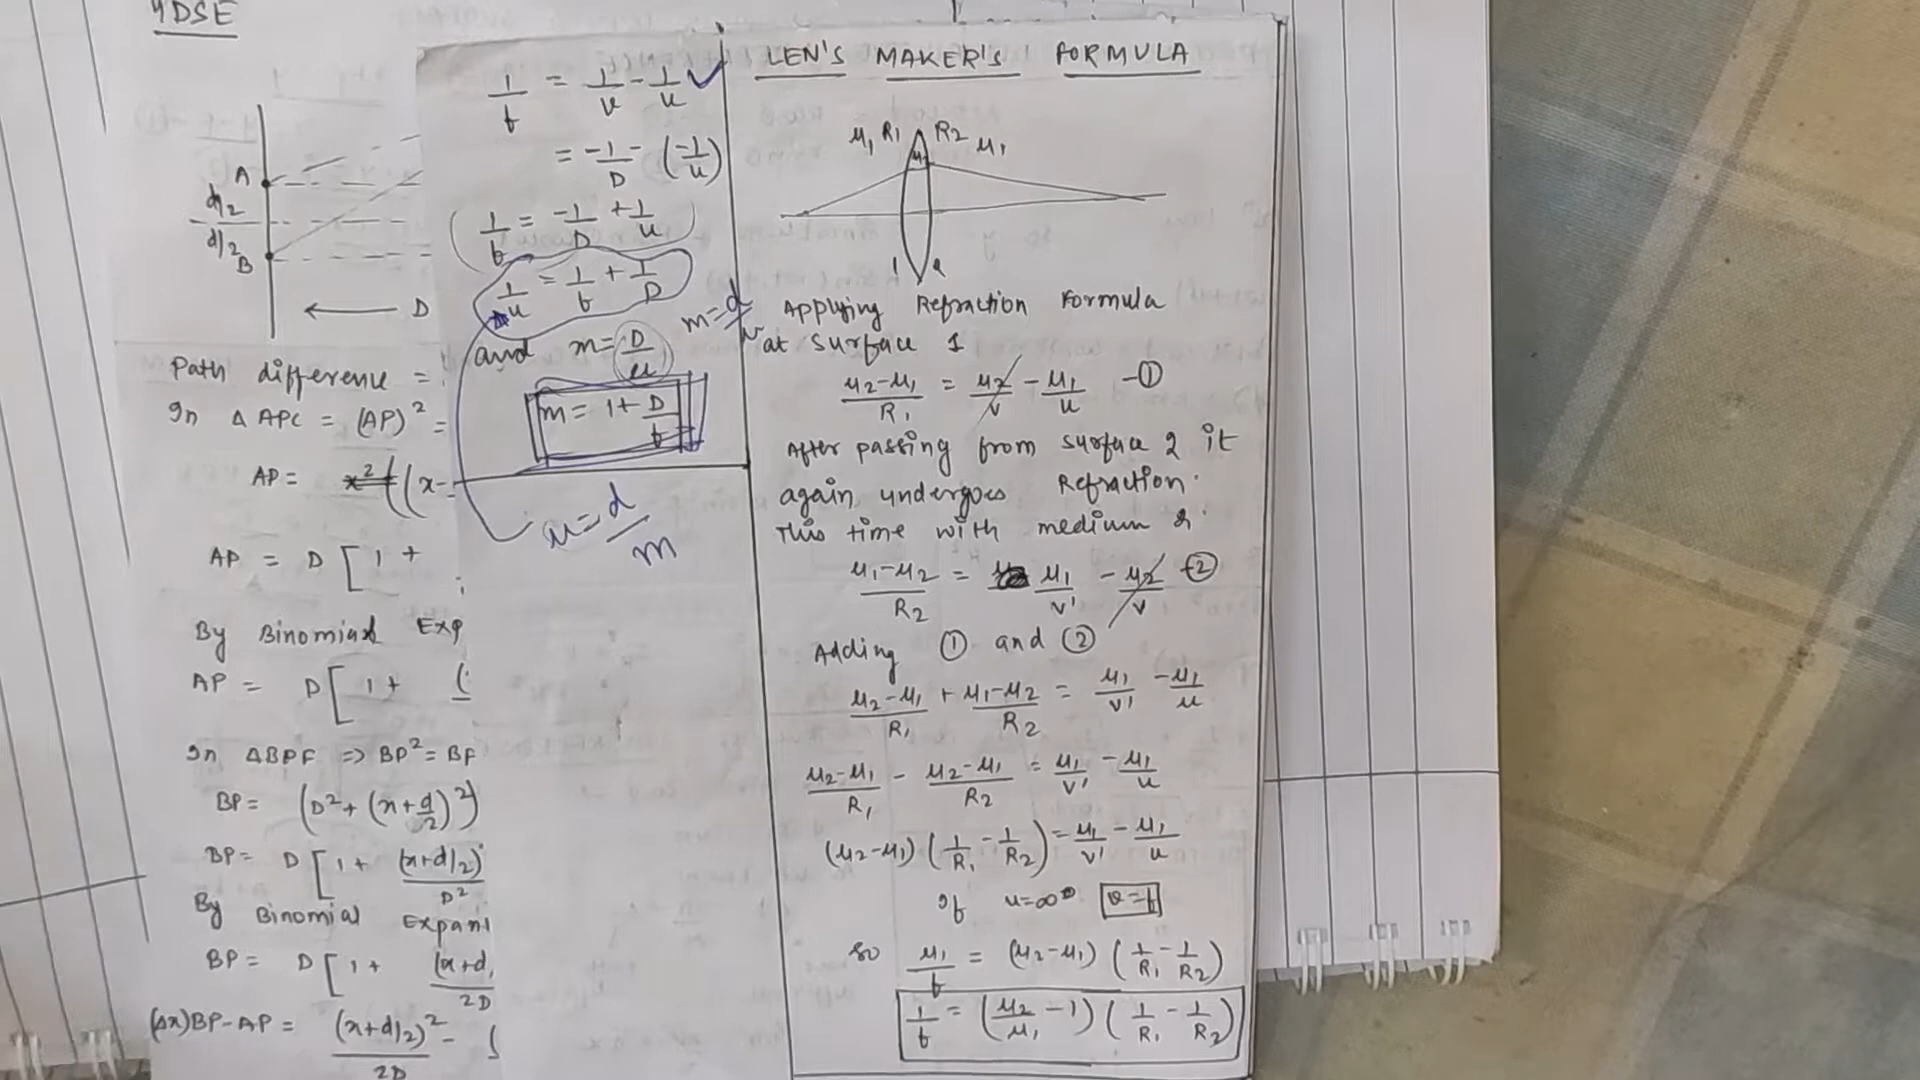 YDSE
A
d/2
d/2
B
D
Path difference =
In Δ APC = (AP)² =
AP = x² ( (x -
AP = D [ 1 +
By Binomial Exp
AP = D [ 1 + (
In ΔBPF => BP² = BF
BP = (D² + (x + d/2)²)
BP = D [ 1 + (x+d/2)² / D²
By Binomial Expans
BP = D [ 1 + (x+d, / 2D
(Δx) BP - AP = (x+d/2)² / 2D - (
1/f = 1/v - 1/u ✓
= -1/D - (-1/u)
( 1/f = -1/D + 1/u )
1/u = 1/f + 1/D
and m = D/u
m = d/u
m = 1 + D/f
u = d/m
LEN'S MAKER'S FORMULA
μ₁ R₁ R₂ μ₁
μ₂
1 2
Applying Refraction Formula
at Surface 1
μ₂-μ₁ / R₁ = μ₂/v - μ₁/u -①
After passing from surface 2 it
again undergoes Refraction.
This time with medium 2.
μ₁-μ₂ / R₂ = μ₁/v' - μ₂/v -②
Adding ① and ②
μ₂-μ₁ / R₁ + μ₁-μ₂ / R₂ = μ₁/v' - μ₁/u
μ₂-μ₁ / R₁ - μ₂-μ₁ / R₂ = μ₁/v' - μ₁/u
(μ₂-μ₁) ( 1/R₁ - 1/R₂ ) = μ₁/v' - μ₁/u
If u=∞ v=f
So μ₁/f = (μ₂-μ₁) ( 1/R₁ - 1/R₂ )
1/f = ( μ₂/μ₁ - 1 ) ( 1/R₁ - 1/R₂ )